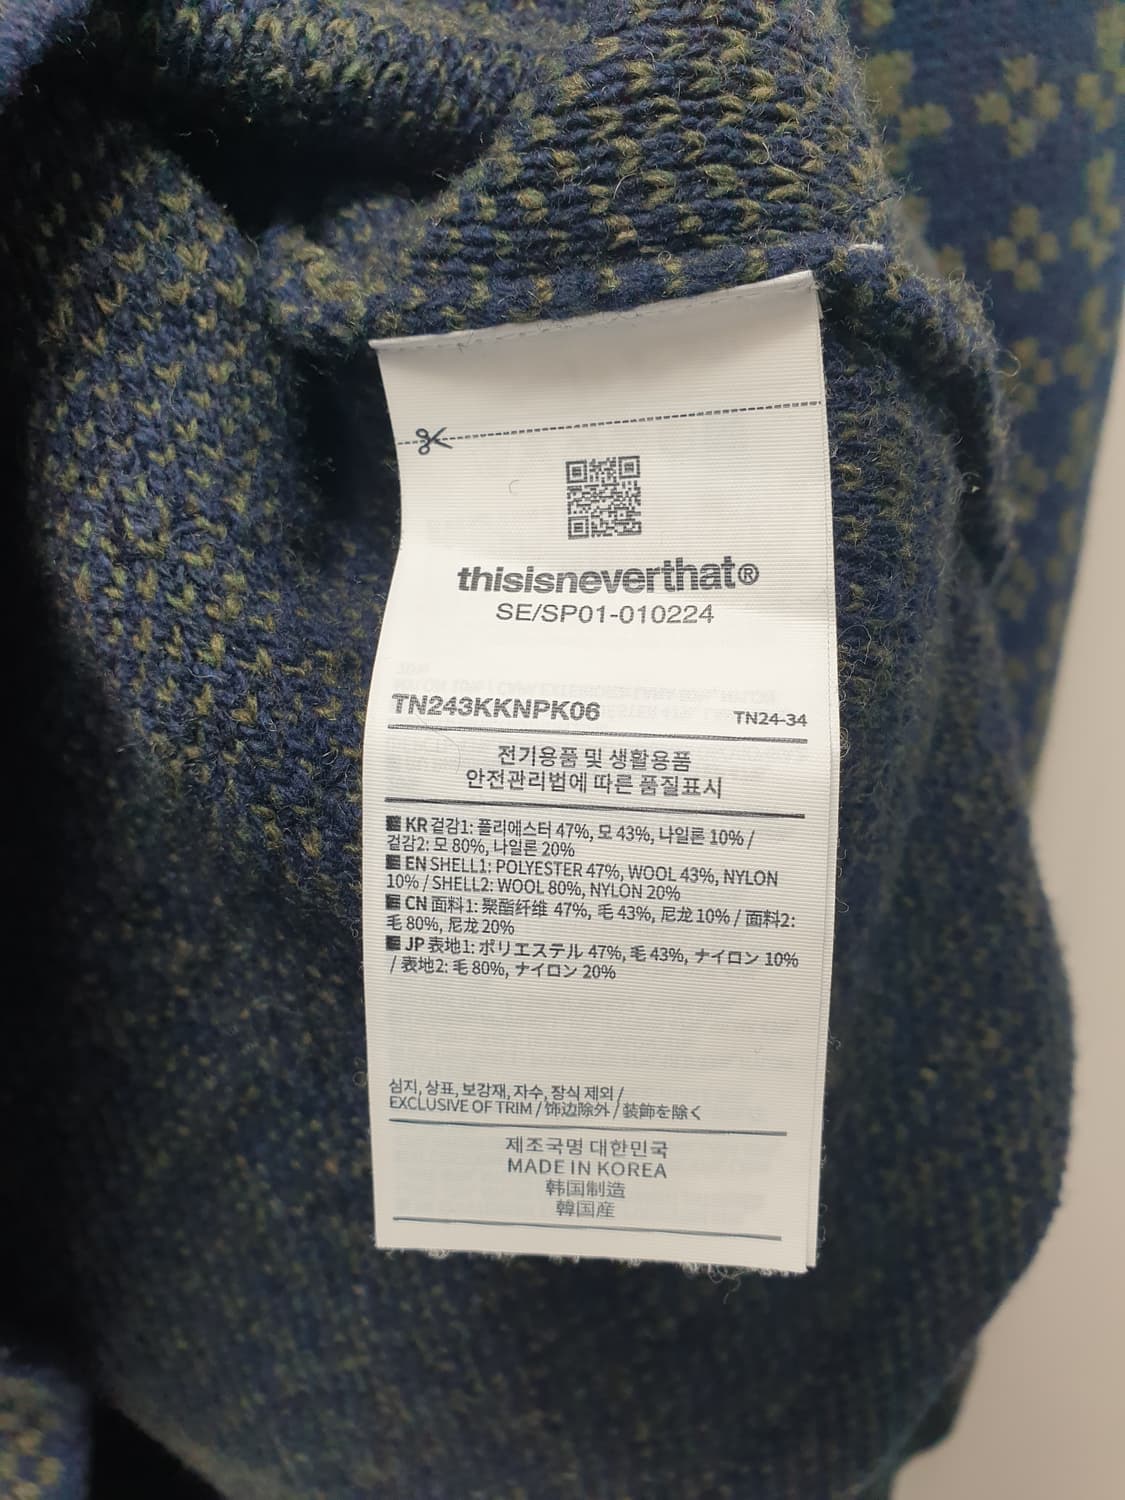 thisisneverthat®
SE/SP01-010224
TN243KKNPK06 TN24-34
전기용품 및 생활용품
안전관리법에 따른 품질표시
KR 겉감1: 폴리에스터 47%, 모 43%, 나일론 10% /
겉감2: 모 80%, 나일론 20%
EN SHELL1: POLYESTER 47%, WOOL 43%, NYLON
10% / SHELL2: WOOL 80%, NYLON 20%
CN 面料1: 聚酯纤维 47%, 毛 43%, 尼龙 10% / 面料2:
毛 80%, 尼龙 20%
JP 表地1: ポリエステル 47%, 毛 43%, ナイロン 10%
/ 表地2: 毛 80%, ナイロン 20%
심지, 상표, 보강재, 자수, 장식 제외 /
EXCLUSIVE OF TRIM / 饰边除外 / 装飾を除く
제조국명 대한민국
MADE IN KOREA
韩国制造
韓国産